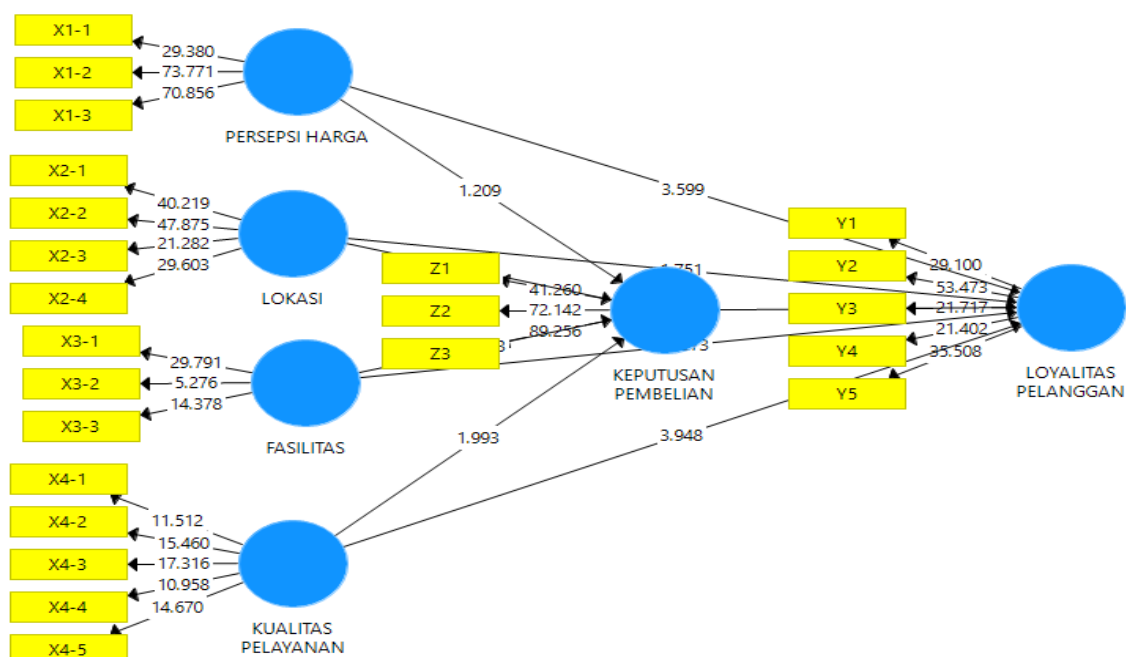 X1-1
29.380
X1-2
73.771
X1-3
70.856
PERSEPSI HARGA
X2-1
40.219
X2-2
47.875
X2-3
21.282
X2-4
29.603
LOKASI
X3-1
29.791
X3-2
5.276
X3-3
14.378
FASILITAS
X4-1
11.512
X4-2
15.460
X4-3
17.316
X4-4
10.958
X4-5
14.670
KUALITAS
PELAYANAN
1.209
3.599
1.993
3.948
Z1
41.260
Z2
72.142
Z3
89.256
KEPUTUSAN
PEMBELIAN
Y1
29.100
Y2
53.473
Y3
21.717
Y4
21.402
Y5
35.508
LOYALITAS
PELANGGAN